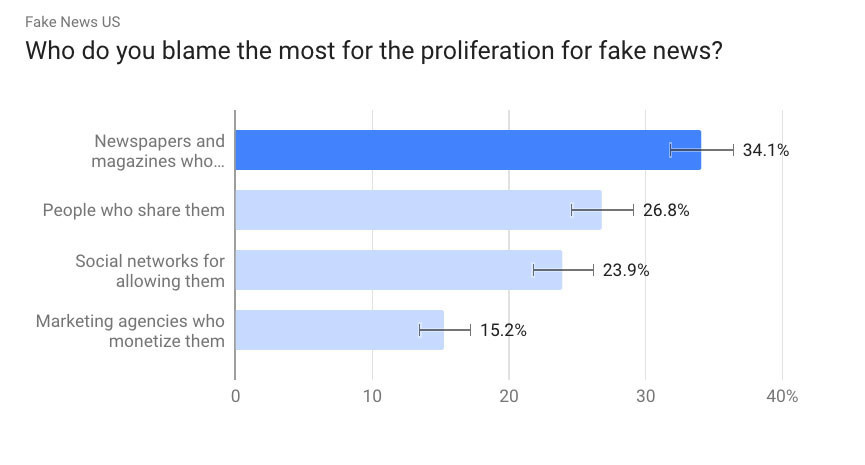 Fake News US
Who do you blame the most for the proliferation for fake news?
Newspapers and
magazines who...
34.1%
People who share them
26.8%
Social networks for
allowing them
23.9%
Marketing agencies who
monetize them
15.2%
0 10 20 30 40%